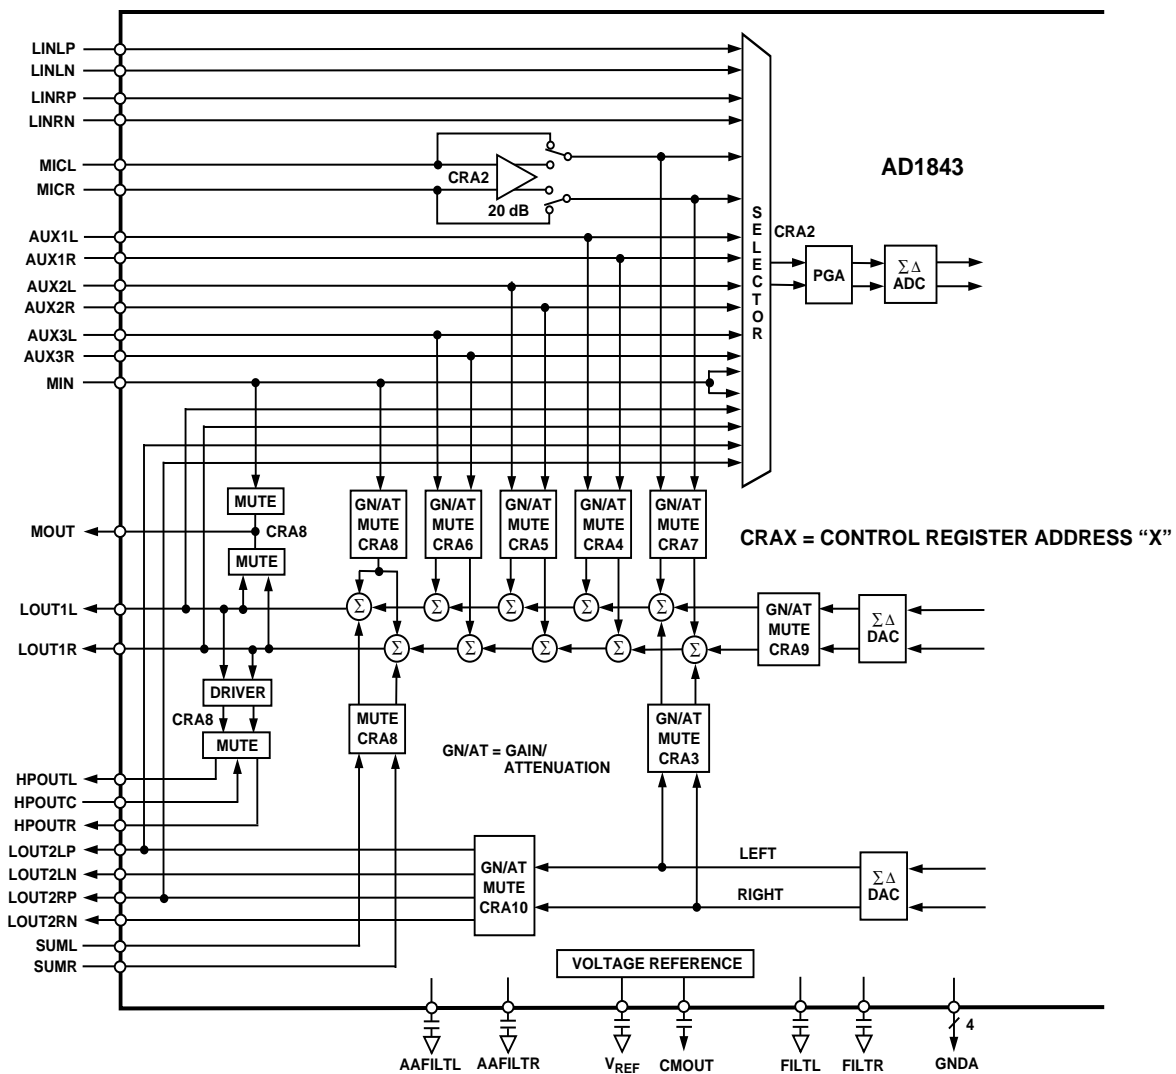 LINLP
LINLN
LINRP
LINRN
MICL
MICR
AUX1L
AUX1R
AUX2L
AUX2R
AUX3L
AUX3R
MIN
MOUT
LOUT1L
LOUT1R
HPOUTL
HPOUTC
HPOUTR
LOUT2LP
LOUT2LN
LOUT2RP
LOUT2RN
SUML
SUMR
CRA2
20 dB
SELECTOR
CRA2
AD1843
PGA
ΣΔ
ADC
MUTE
CRA8
MUTE
GN/AT
MUTE
CRA8
GN/AT
MUTE
CRA6
GN/AT
MUTE
CRA5
GN/AT
MUTE
CRA4
GN/AT
MUTE
CRA7
CRAX = CONTROL REGISTER ADDRESS “X”
Σ
Σ
Σ
Σ
Σ
Σ
Σ
Σ
Σ
Σ
GN/AT
MUTE
CRA9
ΣΔ
DAC
DRIVER
CRA8
MUTE
MUTE
CRA8
GN/AT = GAIN/
ATTENUATION
GN/AT
MUTE
CRA3
GN/AT
MUTE
CRA10
LEFT
RIGHT
ΣΔ
DAC
VOLTAGE REFERENCE
4
AAFILTL
AAFILTR
VREF
CMOUT
FILTL
FILTR
GNDA